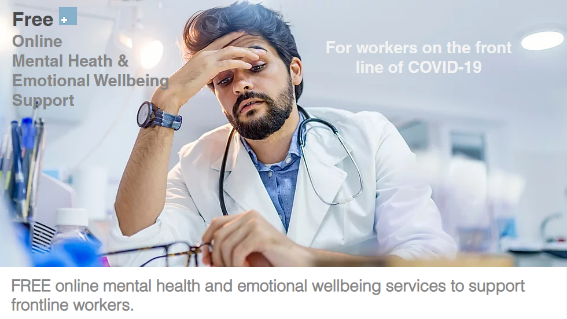 Free
Online
Mental Heath &
Emotional Wellbeing
Support
For workers on the front
line of COVID-19
FREE online mental health and emotional wellbeing services to support
frontline workers.